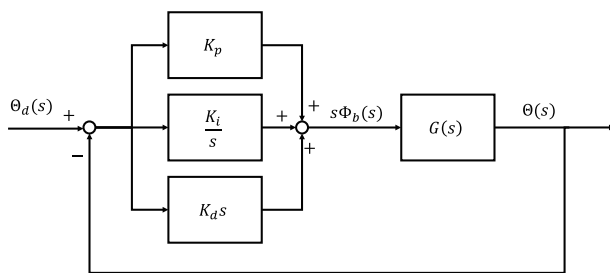 K_p
Θ_d(s) + K_i/s + + sΦ_b(s) G(s) Θ(s)
− +
K_d s